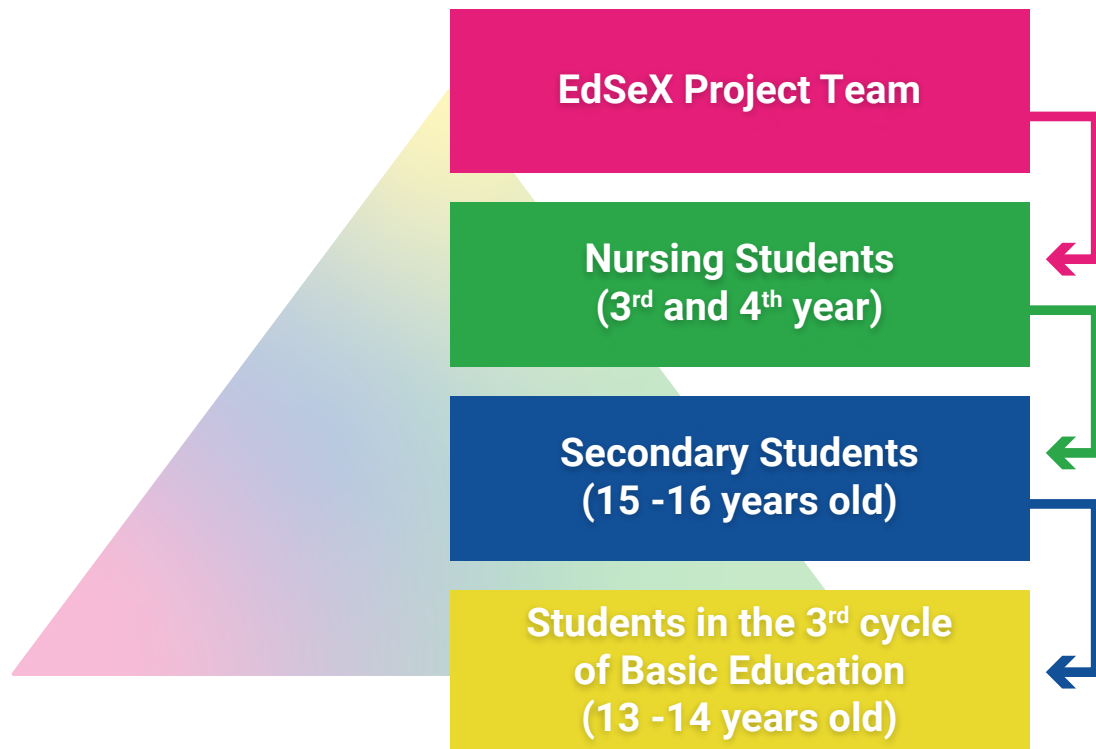 EdSeX Project Team
Nursing Students
(3rd and 4th year)
Secondary Students
(15 -16 years old)
Students in the 3rd cycle
of Basic Education
(13 -14 years old)